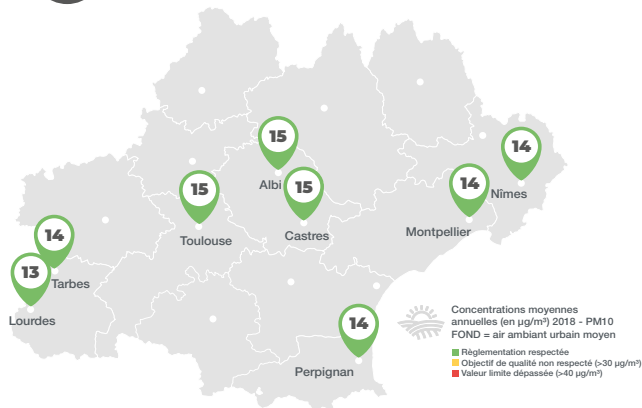 15
Albi
14
Nîmes
15
Toulouse
15
Castres
14
Montpellier
14
Tarbes
13
Lourdes
14
Perpignan
Concentrations moyennes
annuelles (en µg/m³) 2018 - PM10
FOND = air ambiant urbain moyen
Règlementation respectée
Objectif de qualité non respecté (>30 µg/m³)
Valeur limite dépassée (>40 µg/m³)